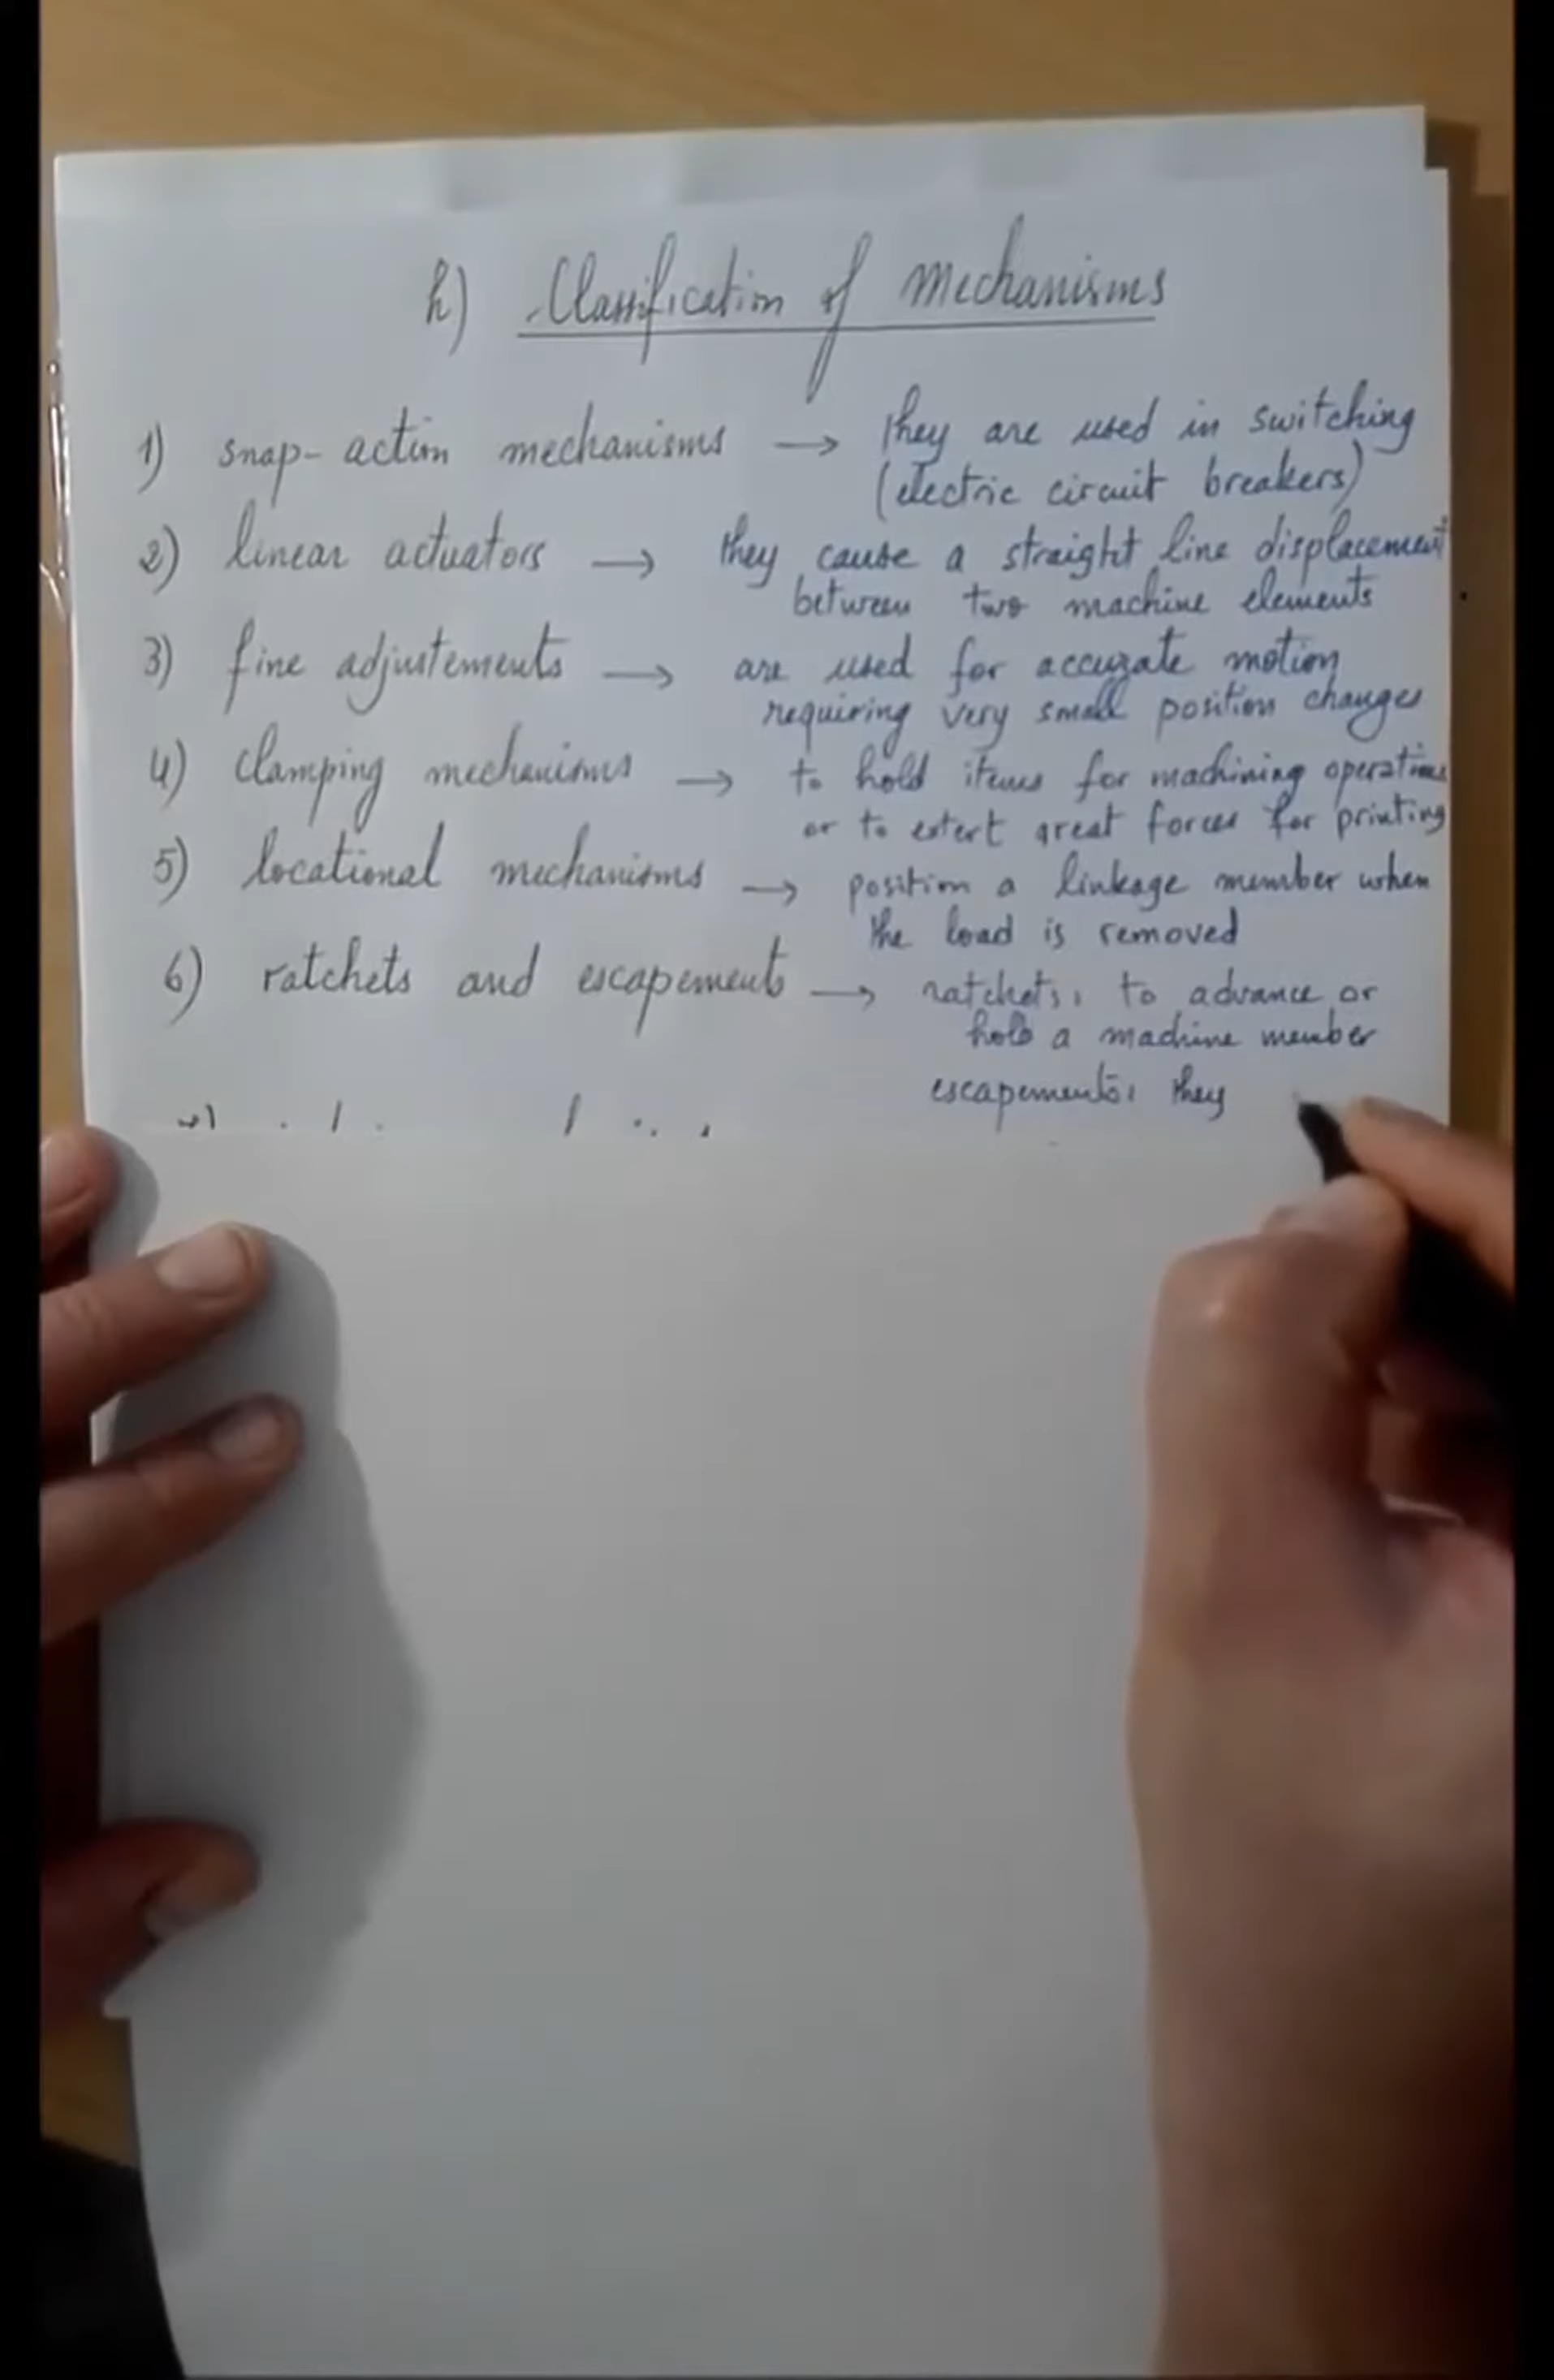 h) Classification of Mechanisms
1) snap-action mechanisms → they are used in switching
(electric circuit breakers)
2) linear actuators → they cause a straight line displacement
between two machine elements
3) fine adjustements → are used for accurate motion
requiring very small position changes
4) clamping mechanisms → to hold items for machining operations
or to extert great forces for printing
5) locational mechanisms → position a linkage member when
the load is removed
6) ratchets and escapements → ratchets: to advance or
hold a machine member
escapements: they